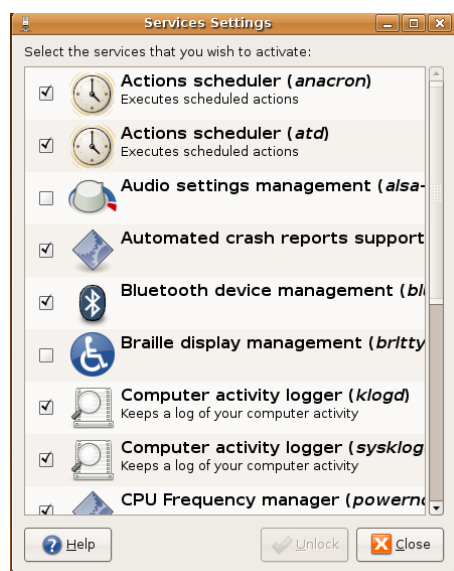 Services Settings
Select the services that you wish to activate:
Actions scheduler (anacron)
Executes scheduled actions
Actions scheduler (atd)
Executes scheduled actions
Audio settings management (alsa-
Automated crash reports support
Bluetooth device management (blu
Braille display management (britty
Computer activity logger (klogd)
Keeps a log of your computer activity
Computer activity logger (sysklog
Keeps a log of your computer activity
CPU Frequency manager (powern
Help
Unlock
Close